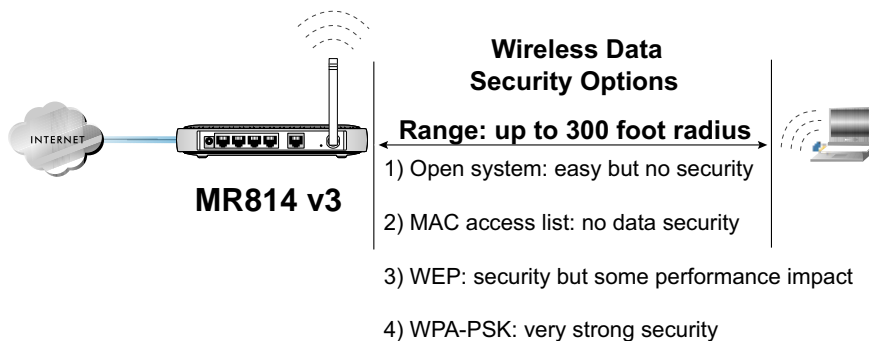 Wireless Data
Security Options
INTERNET
Range: up to 300 foot radius
MR814 v3
1) Open system: easy but no security
2) MAC access list: no data security
3) WEP: security but some performance impact
4) WPA-PSK: very strong security